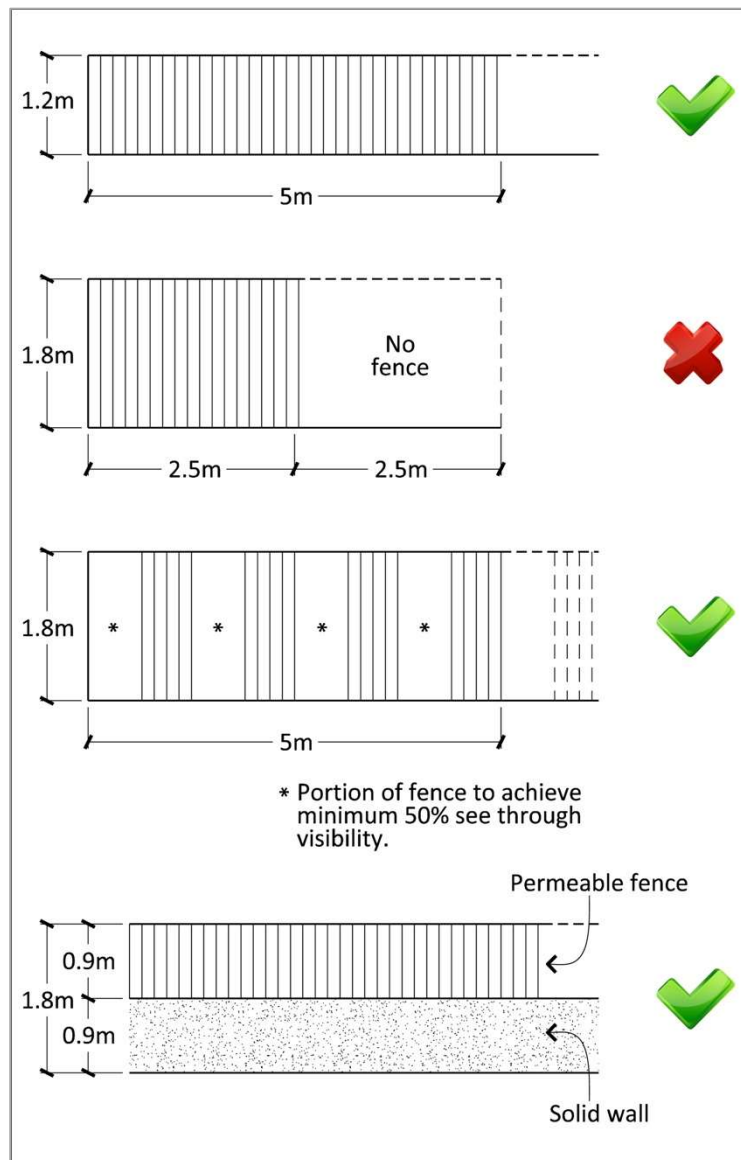 1.2m
5m
1.8m
No
fence
2.5m
2.5m
1.8m
*
*
*
*
5m
* Portion of fence to achieve
minimum 50% see through
visibility.
Permeable fence
0.9m
1.8m
0.9m
Solid wall